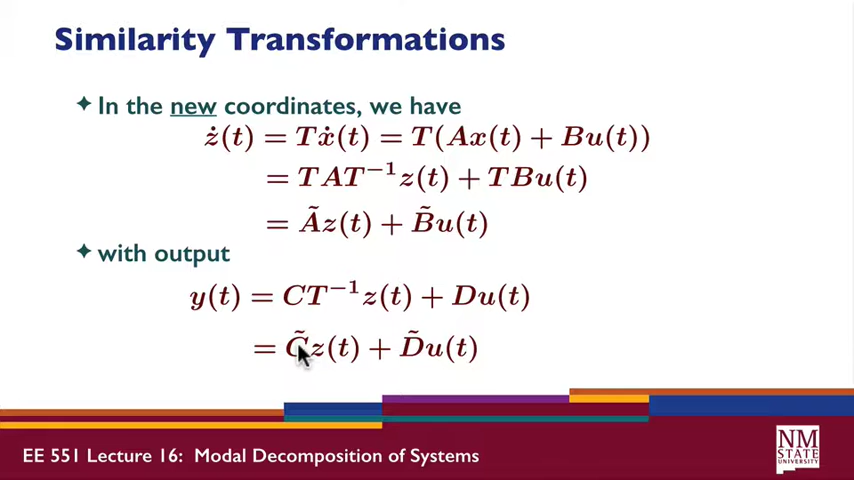 Similarity Transformations
✦ In the new coordinates, we have
ż(t) = Tẋ(t) = T(Ax(t) + Bu(t))
= TAT⁻¹z(t) + TBu(t)
= Ãz(t) + B̃u(t)
✦ with output
y(t) = CT⁻¹z(t) + Du(t)
= C̃z(t) + D̃u(t)
EE 551 Lecture 16: Modal Decomposition of Systems
NM
STATE
UNIVERSITY